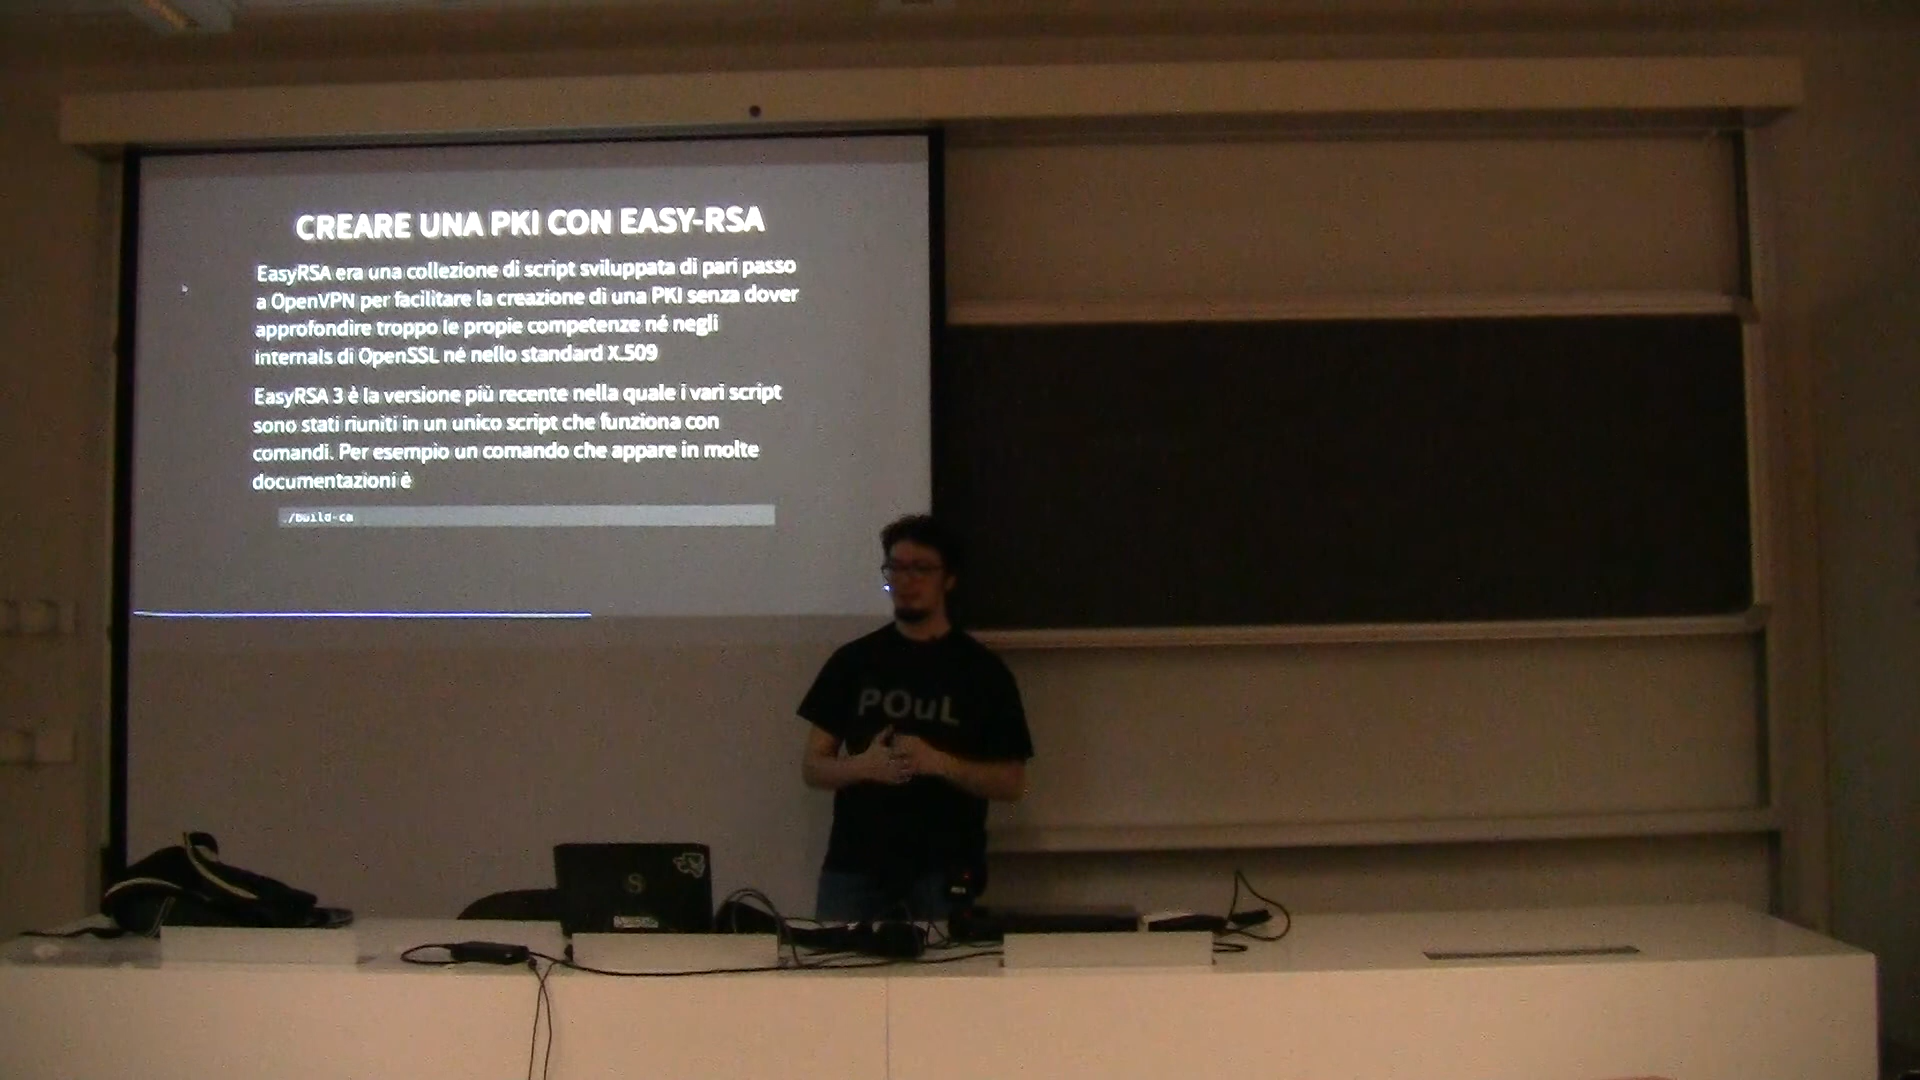 CREARE UNA PKI CON EASY-RSA
EasyRSA era una collezione di script sviluppata di pari passo
a OpenVPN per facilitare la creazione di una PKI senza dover
approfondire troppo le propie competenze né negli
internals di OpenSSL né nello standard X.509
EasyRSA 3 è la versione più recente nella quale i vari script
sono stati riuniti in un unico script che funziona con
comandi. Per esempio un comando che appare in molte
documentazioni è
./build-ca
POuL
S